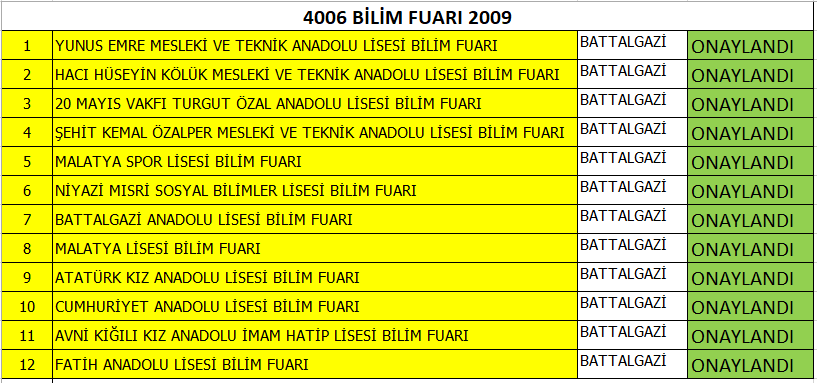 4006 BİLİM FUARI 2009
1 YUNUS EMRE MESLEKİ VE TEKNİK ANADOLU LİSESİ BİLİM FUARI BATTALGAZİ ONAYLANDI
2 HACI HÜSEYİN KÖLÜK MESLEKİ VE TEKNİK ANADOLU LİSESİ BİLİM FUARI BATTALGAZİ ONAYLANDI
3 20 MAYIS VAKFI TURGUT ÖZAL ANADOLU LİSESİ BİLİM FUARI BATTALGAZİ ONAYLANDI
4 ŞEHİT KEMAL ÖZALPER MESLEKİ VE TEKNİK ANADOLU LİSESİ BİLİM FUARI BATTALGAZİ ONAYLANDI
5 MALATYA SPOR LİSESİ BİLİM FUARI BATTALGAZİ ONAYLANDI
6 NİYAZİ MISRİ SOSYAL BİLİMLER LİSESİ BİLİM FUARI BATTALGAZİ ONAYLANDI
7 BATTALGAZİ ANADOLU LİSESİ BİLİM FUARI BATTALGAZİ ONAYLANDI
8 MALATYA LİSESİ BİLİM FUARI BATTALGAZİ ONAYLANDI
9 ATATÜRK KIZ ANADOLU LİSESİ BİLİM FUARI BATTALGAZİ ONAYLANDI
10 CUMHURİYET ANADOLU LİSESİ BİLİM FUARI BATTALGAZİ ONAYLANDI
11 AVNİ KİĞILI KIZ ANADOLU İMAM HATİP LİSESİ BİLİM FUARI BATTALGAZİ ONAYLANDI
12 FATİH ANADOLU LİSESİ BİLİM FUARI BATTALGAZİ ONAYLANDI